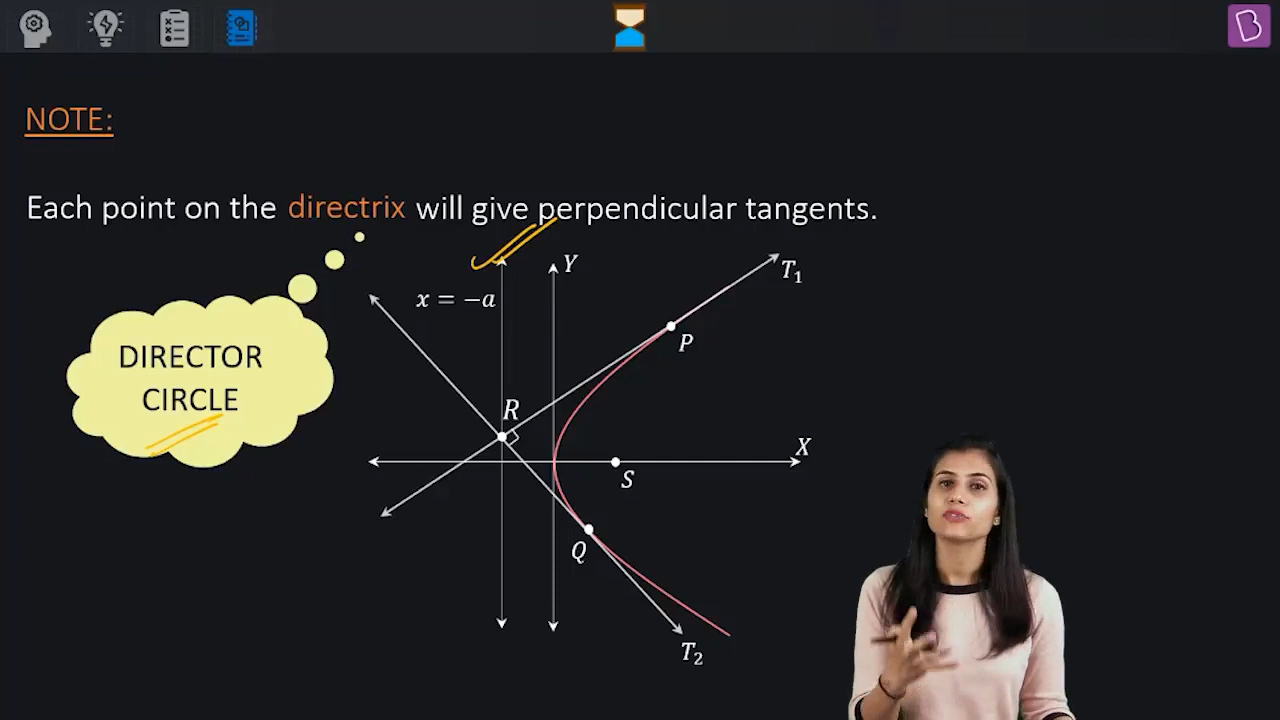 NOTE:
Each point on the directrix will give perpendicular tangents.
Y
T₁
x = −a
P
DIRECTOR
CIRCLE
R
X
S
Q
T₂
B